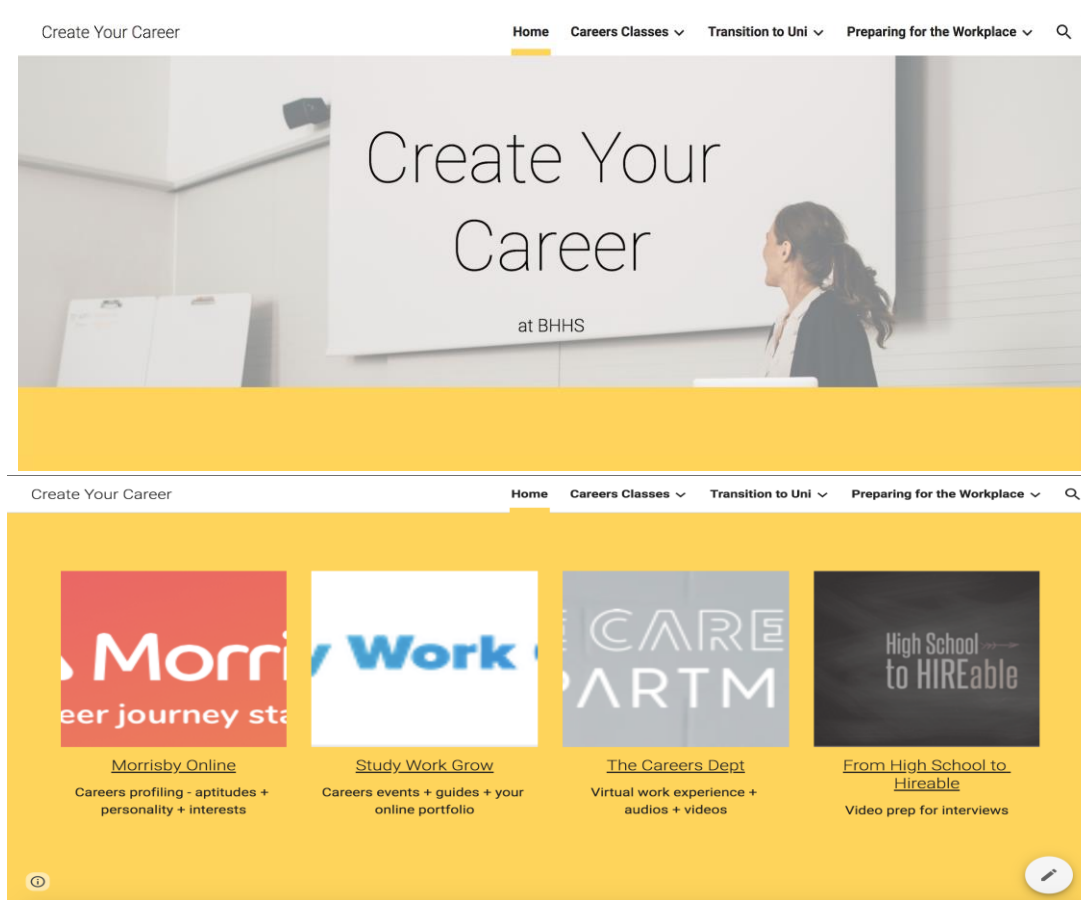 Create Your Career
Home Careers Classes Transition to Uni Preparing for the Workplace
Create Your
Career
at BHHS
Create Your Career
Home Careers Classes Transition to Uni Preparing for the Workplace
Morri
eer journey sta
y Work
E CARE
PARTM
High School
to HIREable
Morrisby Online
Careers profiling - aptitudes +
personality + interests
Study Work Grow
Careers events + guides + your
online portfolio
The Careers Dept
Virtual work experience +
audios + videos
From High School to
Hireable
Video prep for interviews